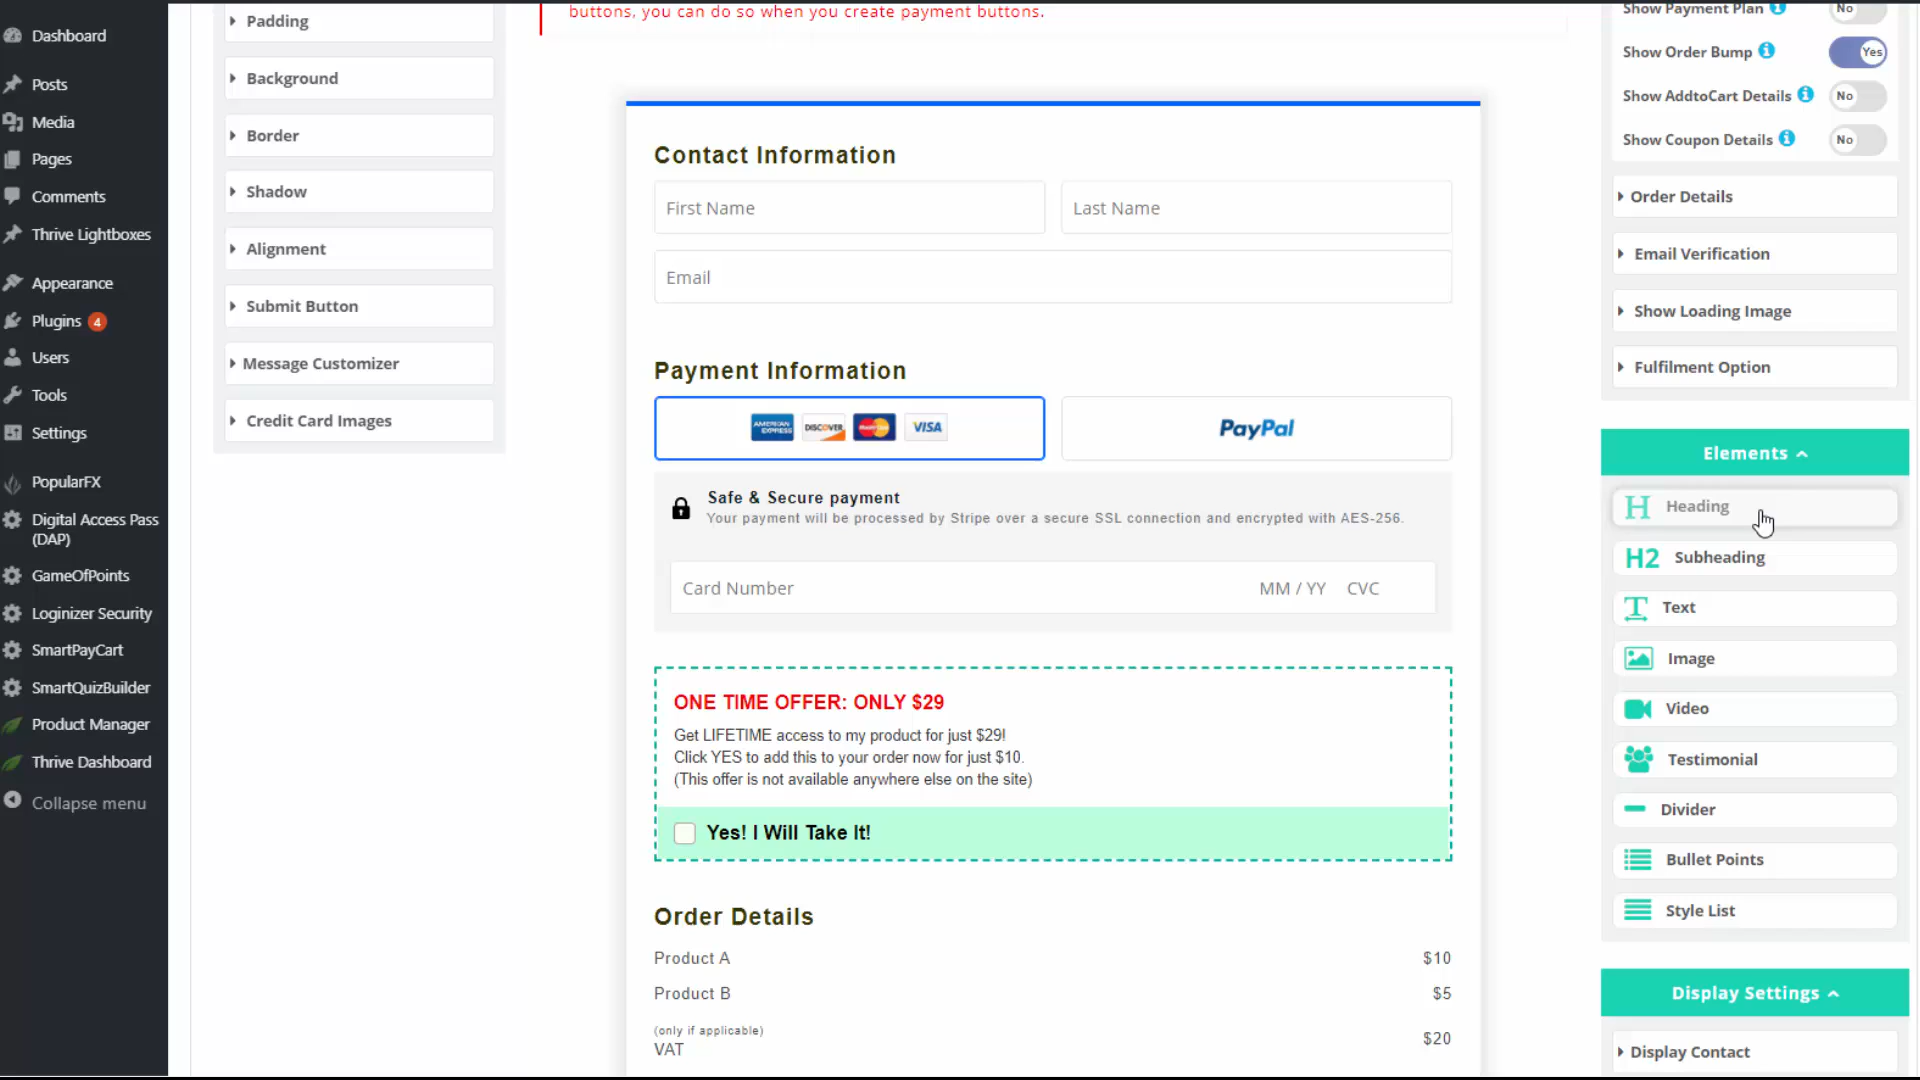 Dashboard
Posts
Media
Pages
Comments
Thrive Lightboxes
Appearance
Plugins 4
Users
Tools
Settings
PopularFX
Digital Access Pass
(DAP)
GameOfPoints
Loginizer Security
SmartPayCart
SmartQuizBuilder
Product Manager
Thrive Dashboard
Collapse menu
Padding
Background
Border
Shadow
Alignment
Submit Button
Message Customizer
Credit Card Images
buttons, you can do so when you create payment buttons.
Contact Information
First Name
Last Name
Email
Payment Information
AMERICAN EXPRESS DISCOVER MasterCard VISA
PayPal
Safe & Secure payment
Your payment will be processed by Stripe over a secure SSL connection and encrypted with AES-256.
Card Number MM / YY CVC
ONE TIME OFFER: ONLY $29
Get LIFETIME access to my product for just $29!
Click YES to add this to your order now for just $10.
(This offer is not available anywhere else on the site)
Yes! I Will Take It!
Order Details
Product A $10
Product B $5
(only if applicable)
VAT $20
Show Payment Plan No
Show Order Bump Yes
Show AddtoCart Details No
Show Coupon Details No
Order Details
Email Verification
Show Loading Image
Fulfilment Option
Elements
H Heading
H2 Subheading
T Text
Image
Video
Testimonial
Divider
Bullet Points
Style List
Display Settings
Display Contact